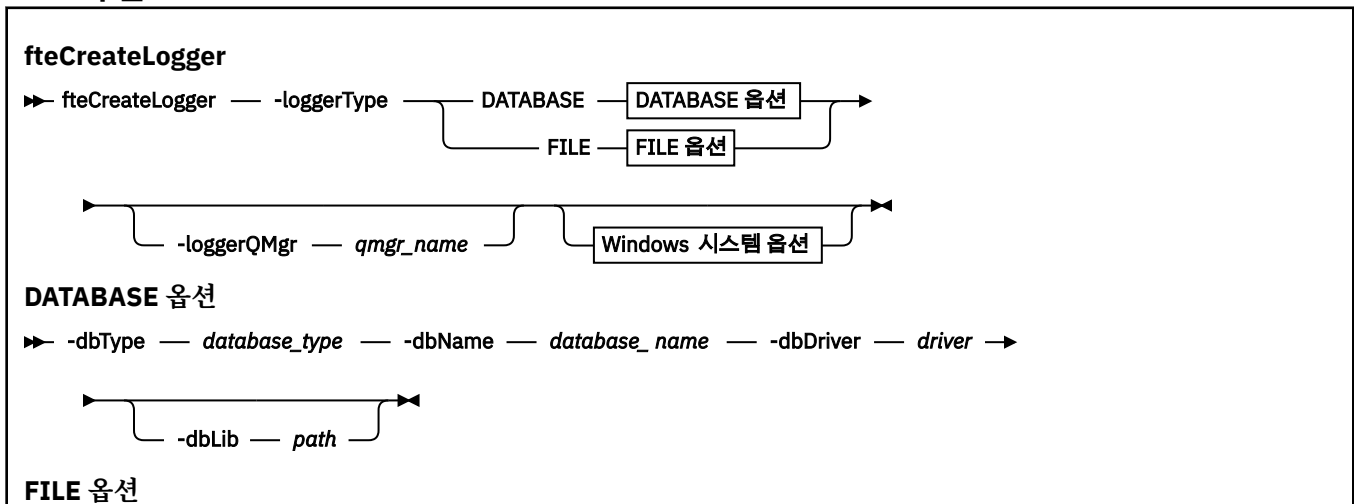 fteCreateLogger
fteCreateLogger -loggerType DATABASE DATABASE 옵션
FILE FILE 옵션
-loggerQMgr qmgr_name Windows 시스템 옵션
DATABASE 옵션
-dbType database_type -dbName database_ name -dbDriver driver
-dbLib path
FILE 옵션